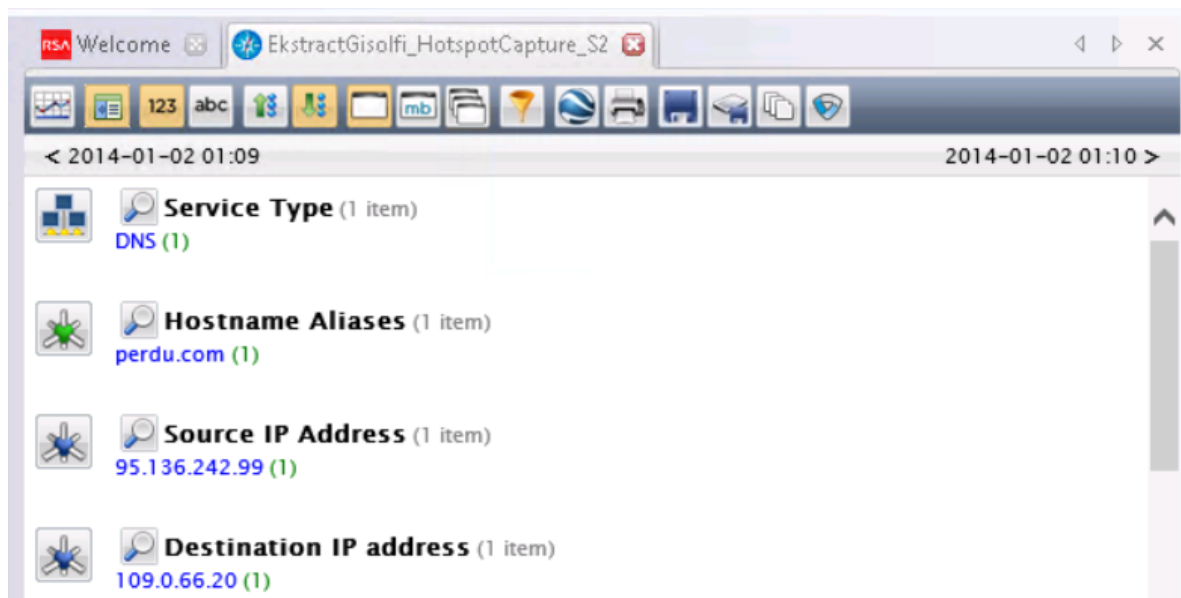 RSA Welcome EkstractGisolfi_HotspotCapture_S2
123 abc mb
< 2014-01-02 01:09 2014-01-02 01:10 >
Service Type (1 item)
DNS (1)
Hostname Aliases (1 item)
perdu.com (1)
Source IP Address (1 item)
95.136.242.99 (1)
Destination IP address (1 item)
109.0.66.20 (1)